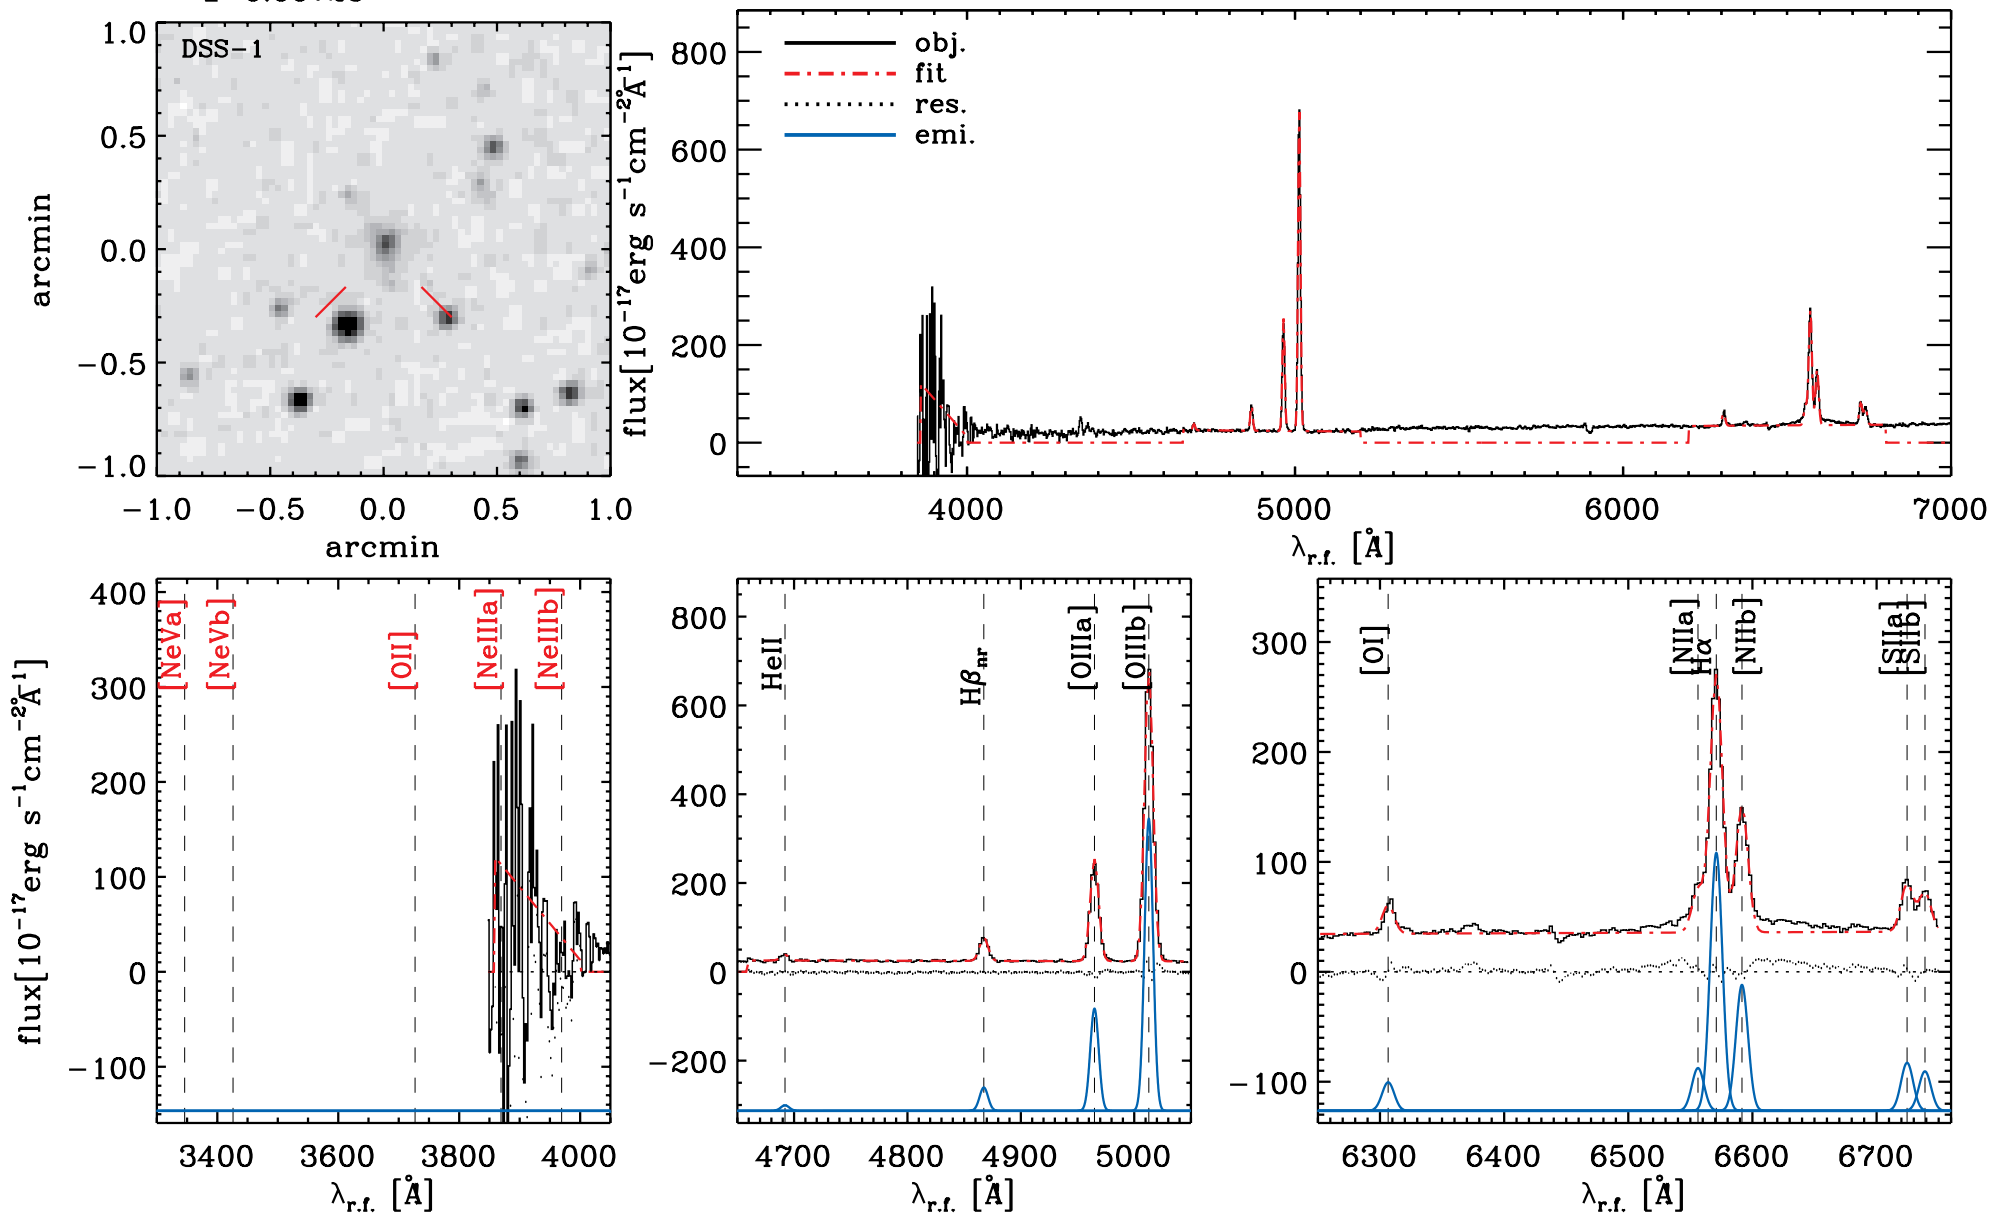 DSS-1
1.0
0.5
0.0
-0.5
-1.0
arcmin
-1.0 -0.5 0.0 0.5 1.0
arcmin
obj.
fit
res.
emi.
800
600
400
200
0
flux[10⁻¹⁷erg s⁻¹cm⁻²Å⁻¹]
4000 5000 6000 7000
λr.f. [Å]
[NeVa]
[NeVb]
[OII]
[NeIIIa]
[NeIIIb]
400
300
200
100
0
-100
flux[10⁻¹⁷erg s⁻¹cm⁻²Å⁻¹]
3400 3600 3800 4000
λr.f. [Å]
HeII
Hβnr
[OIIIa]
[OIIIb]
800
600
400
200
0
-200
4700 4800 4900 5000
λr.f. [Å]
[OI]
[NIIa]
Hα
[NIIb]
[SIIa]
[SIIb]
300
200
100
0
-100
6300 6400 6500 6600 6700
λr.f. [Å]